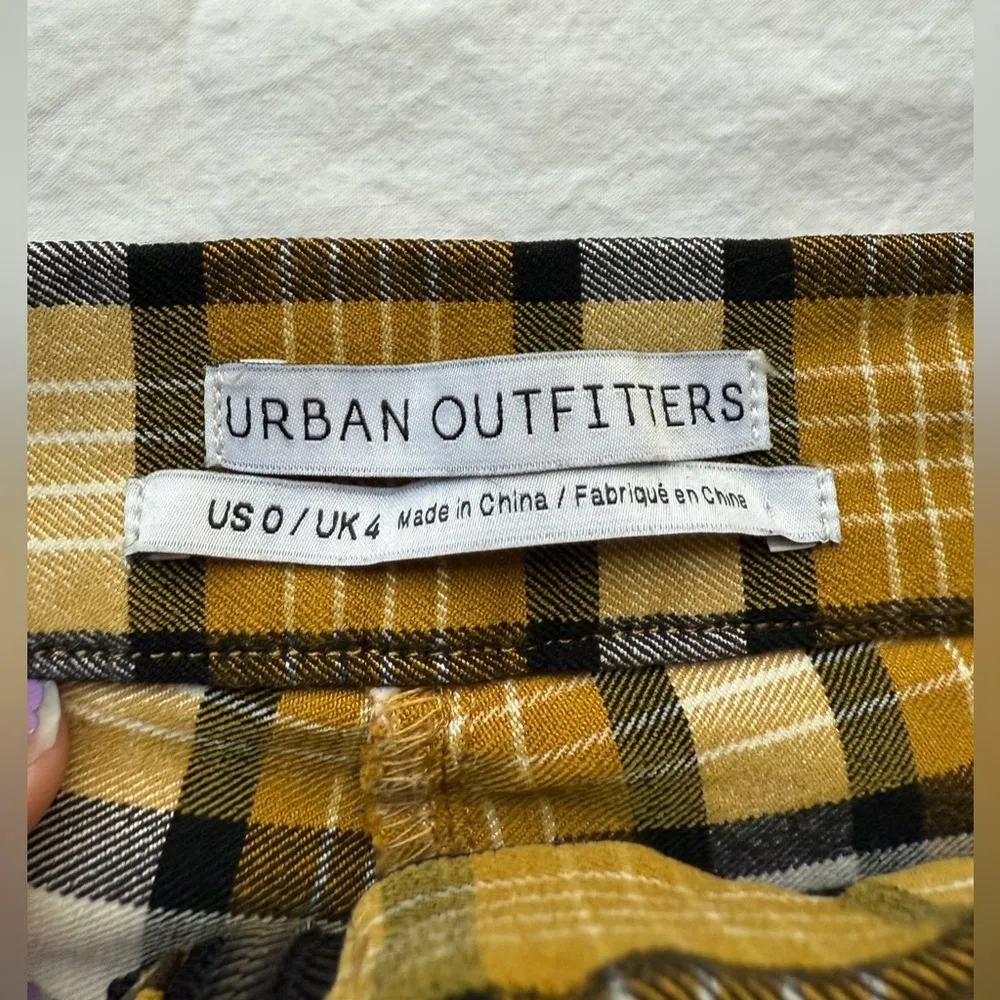 URBAN OUTFITTERS
US 0 / UK 4 Made in China / Fabriqué en Chine